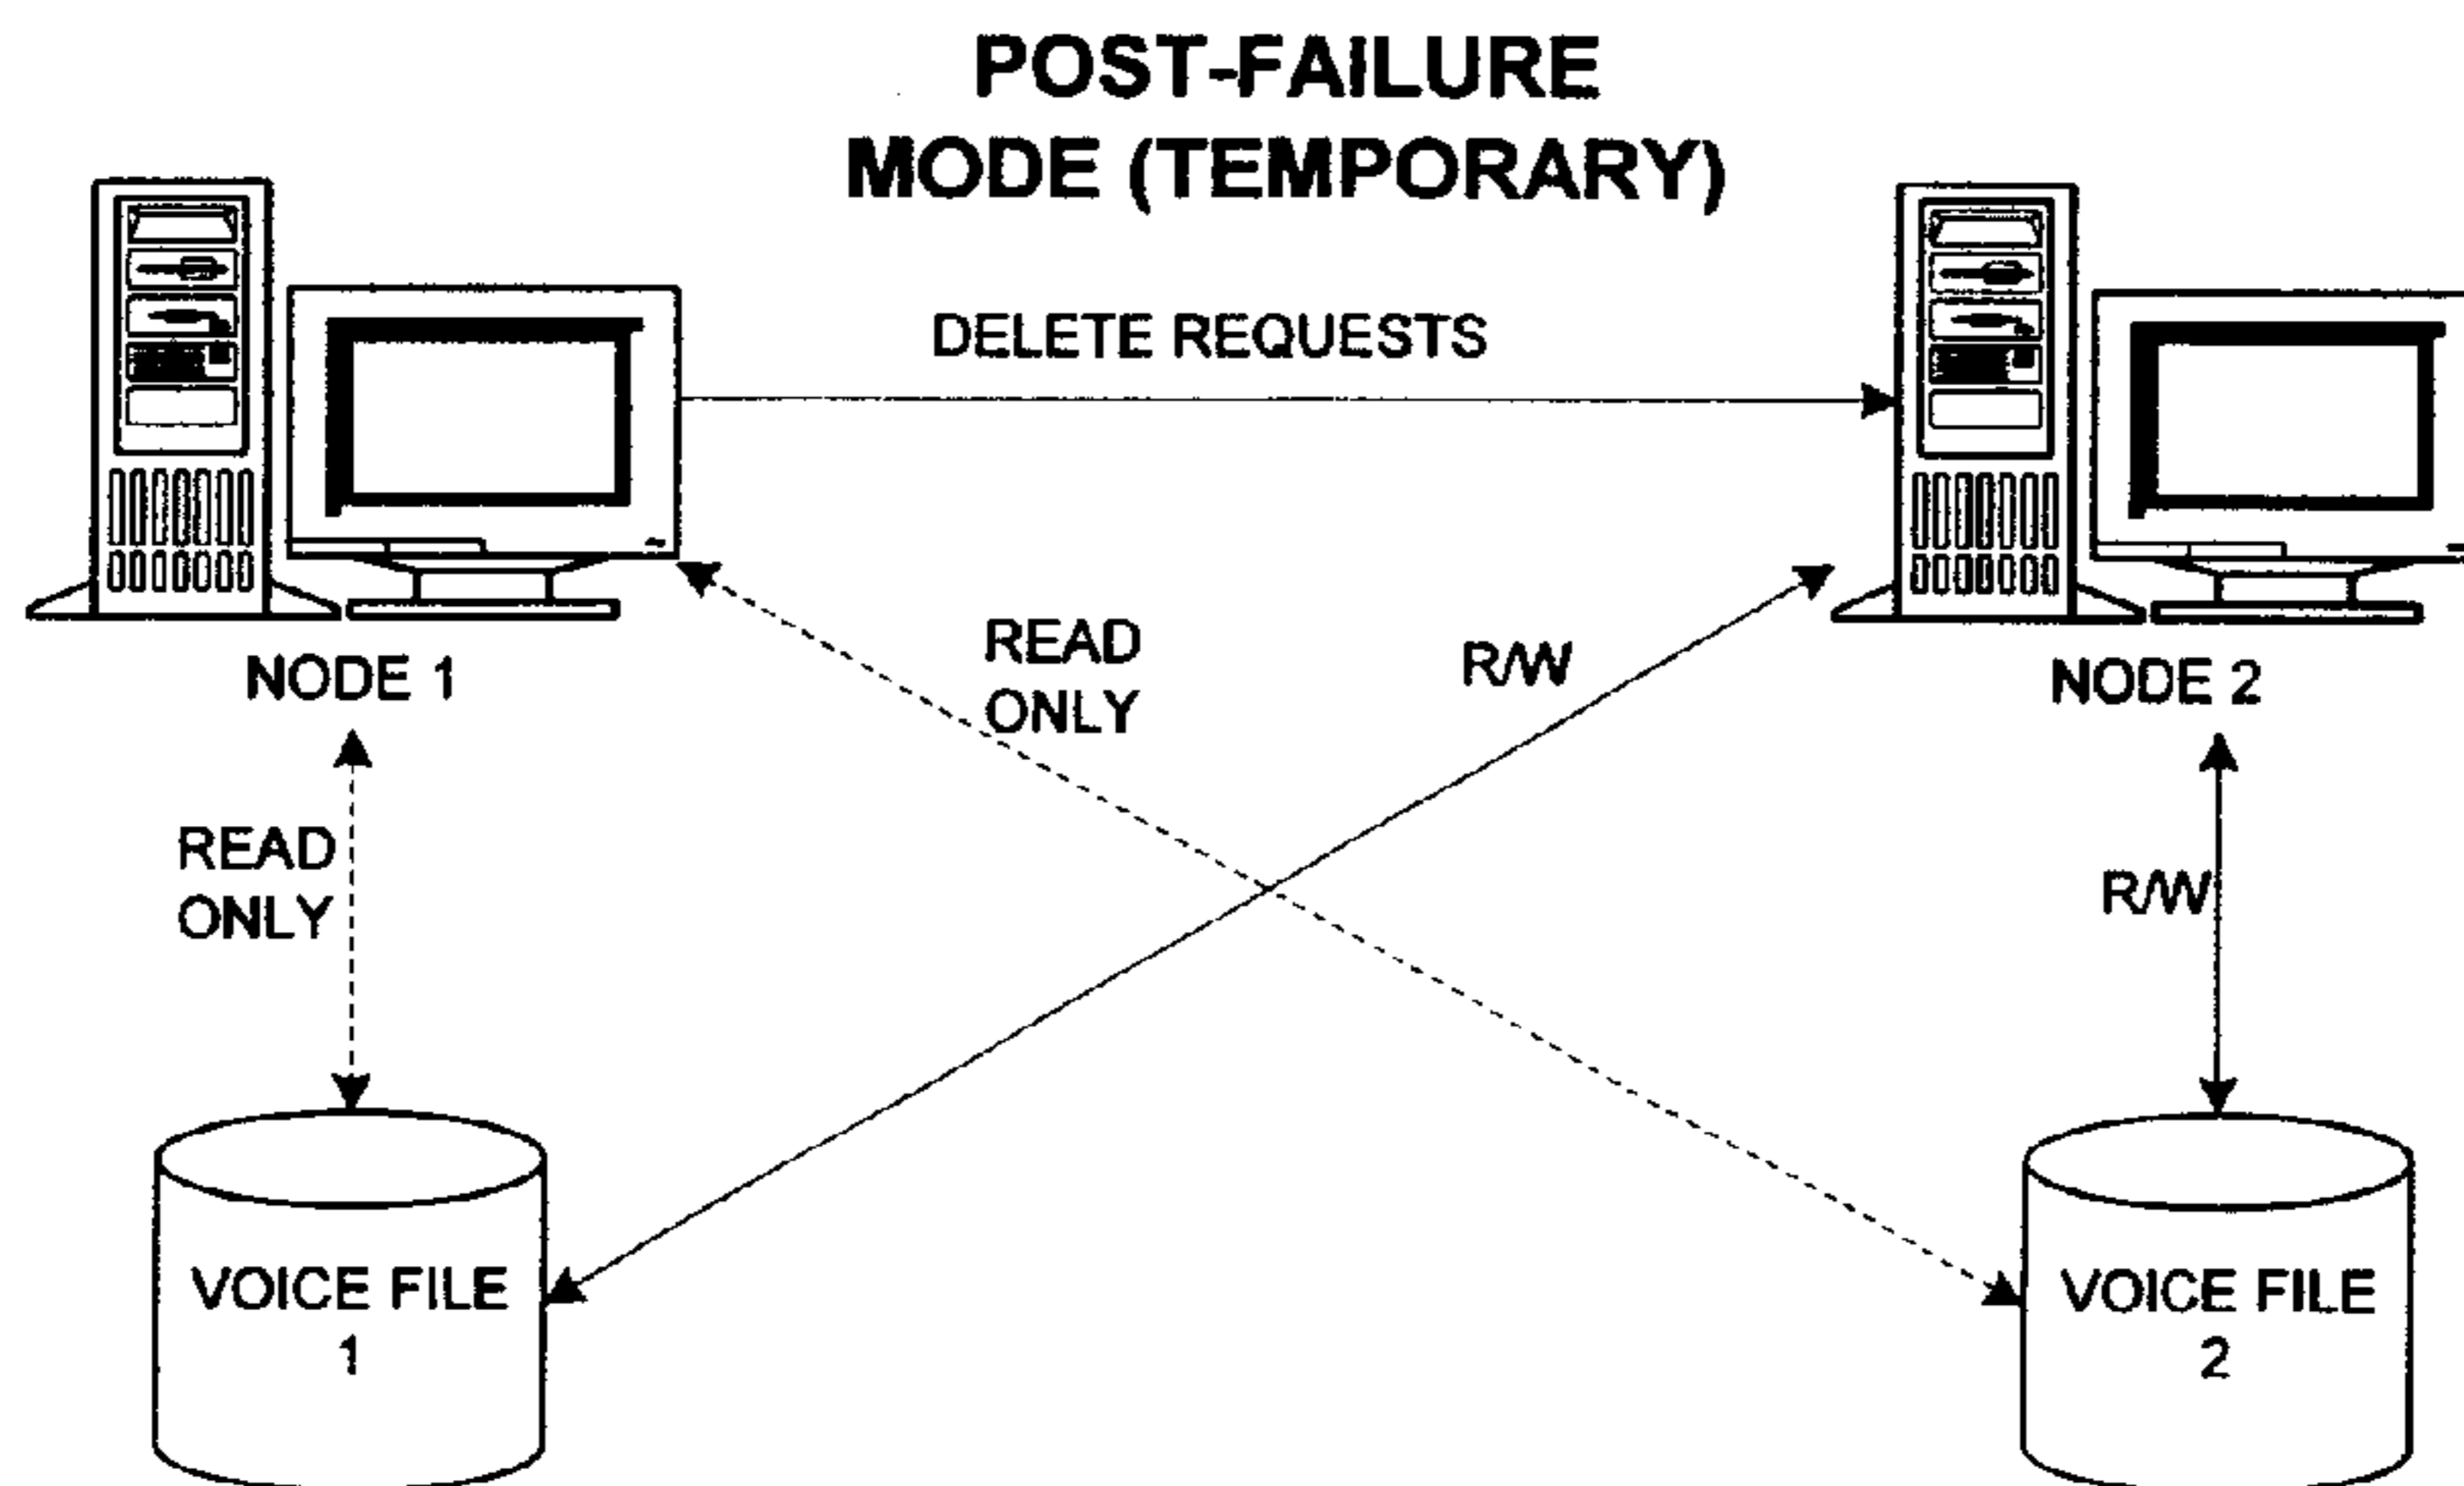 POST-FAILURE
MODE (TEMPORARY)
DELETE REQUESTS
NODE 1
READ
ONLY
R/W
NODE 2
READ
ONLY
R/W
VOICE FILE
1
VOICE FILE
2